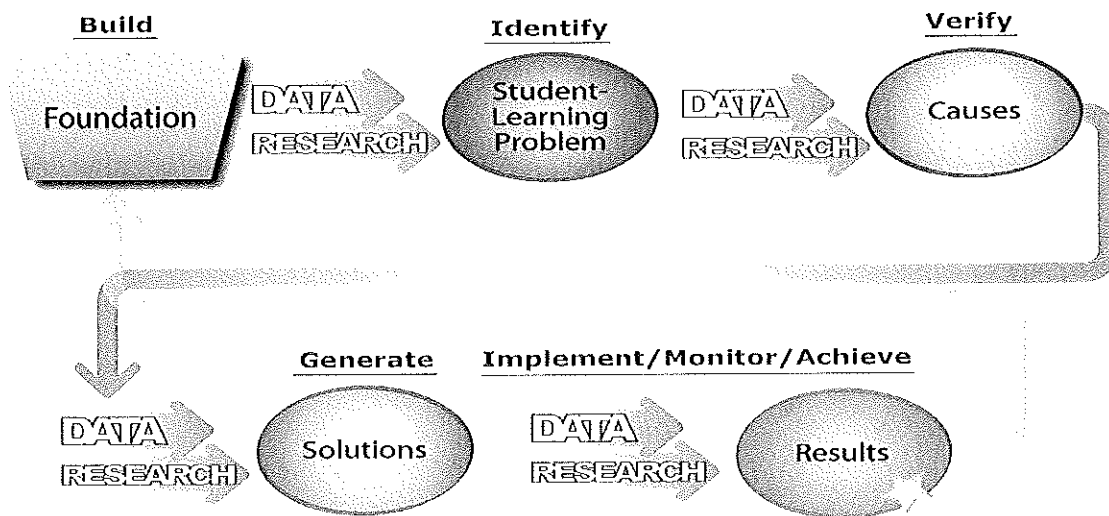 Build
Foundation
DATA
RESEARCH
Identify
Student-
Learning
Problem
DATA
RESEARCH
Verify
Causes
DATA
RESEARCH
Generate
Solutions
Implement/Monitor/Achieve
DATA
RESEARCH
Results